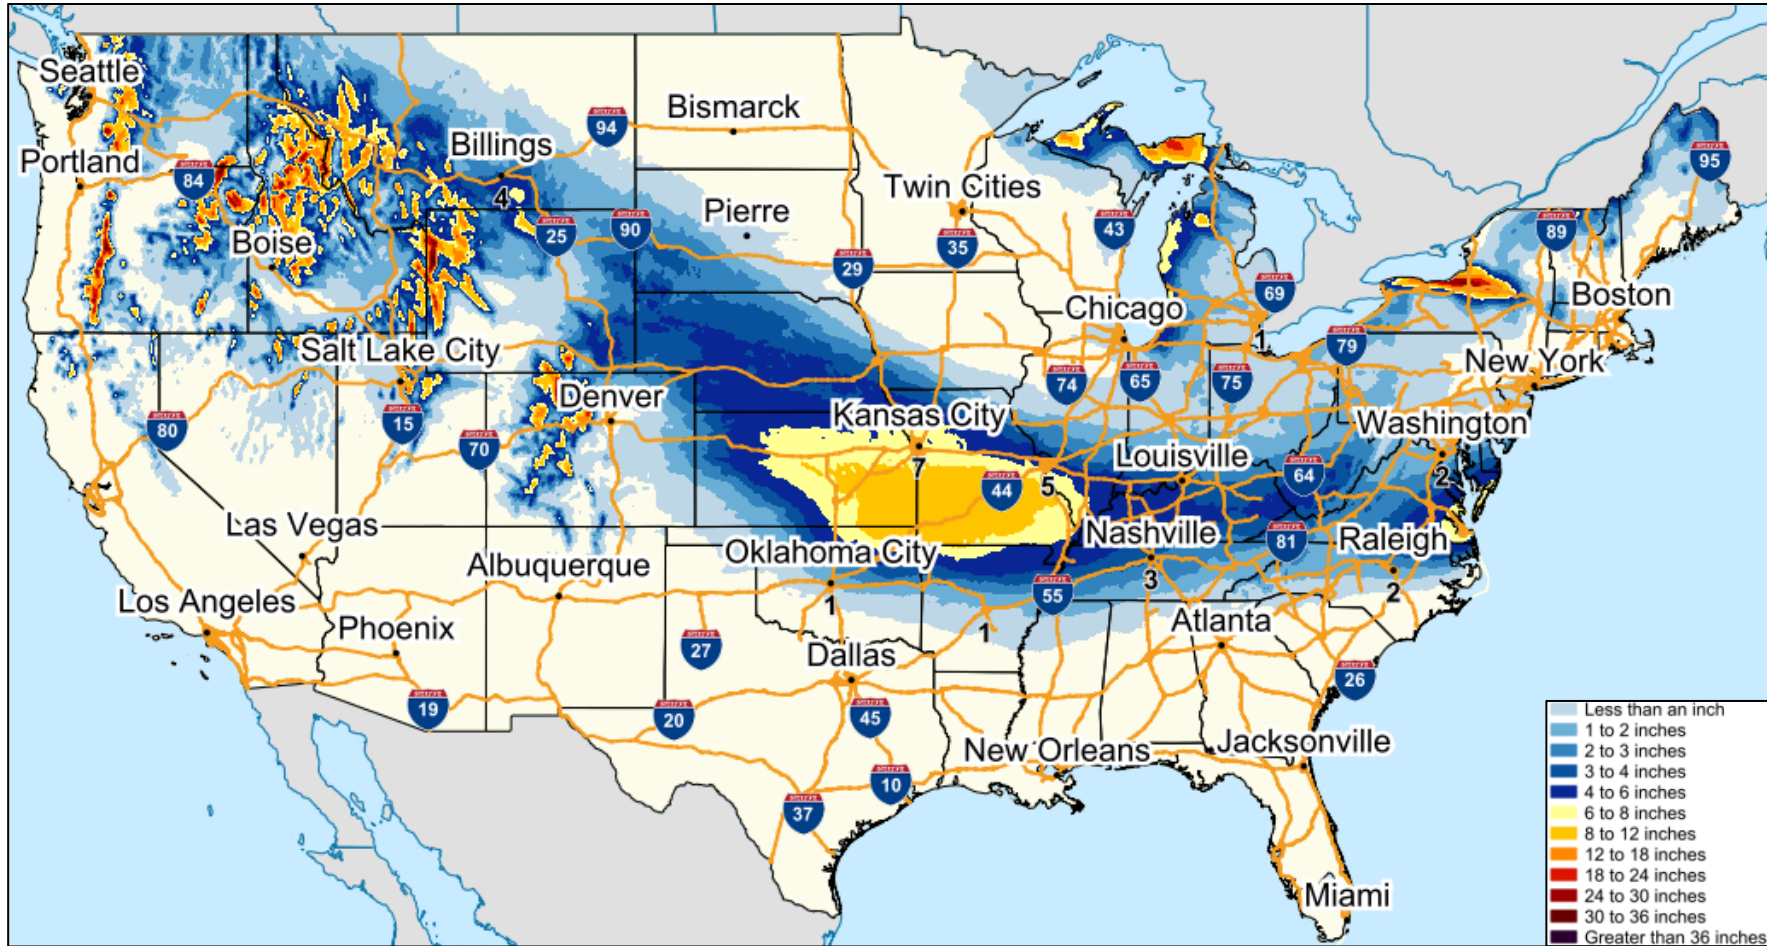 Seattle
Bismarck
94
Billings
Portland
84
95
Twin Cities
4
Pierre
25
90
43
89
Boise
35
29
69
Boston
Chicago
Salt Lake City
79
1
New York
74
65
75
Denver
15
Kansas City
Washington
80
70
Louisville
7
44
5
64
2
Las Vegas
Nashville
81
Raleigh
Oklahoma City
Albuquerque
3
55
2
Los Angeles
1
Phoenix
1
Atlanta
27
Dallas
26
19
20
45
New Orleans
Jacksonville
10
37
Miami
Less than an inch
1 to 2 inches
2 to 3 inches
3 to 4 inches
4 to 6 inches
6 to 8 inches
8 to 12 inches
12 to 18 inches
18 to 24 inches
24 to 30 inches
30 to 36 inches
Greater than 36 inches